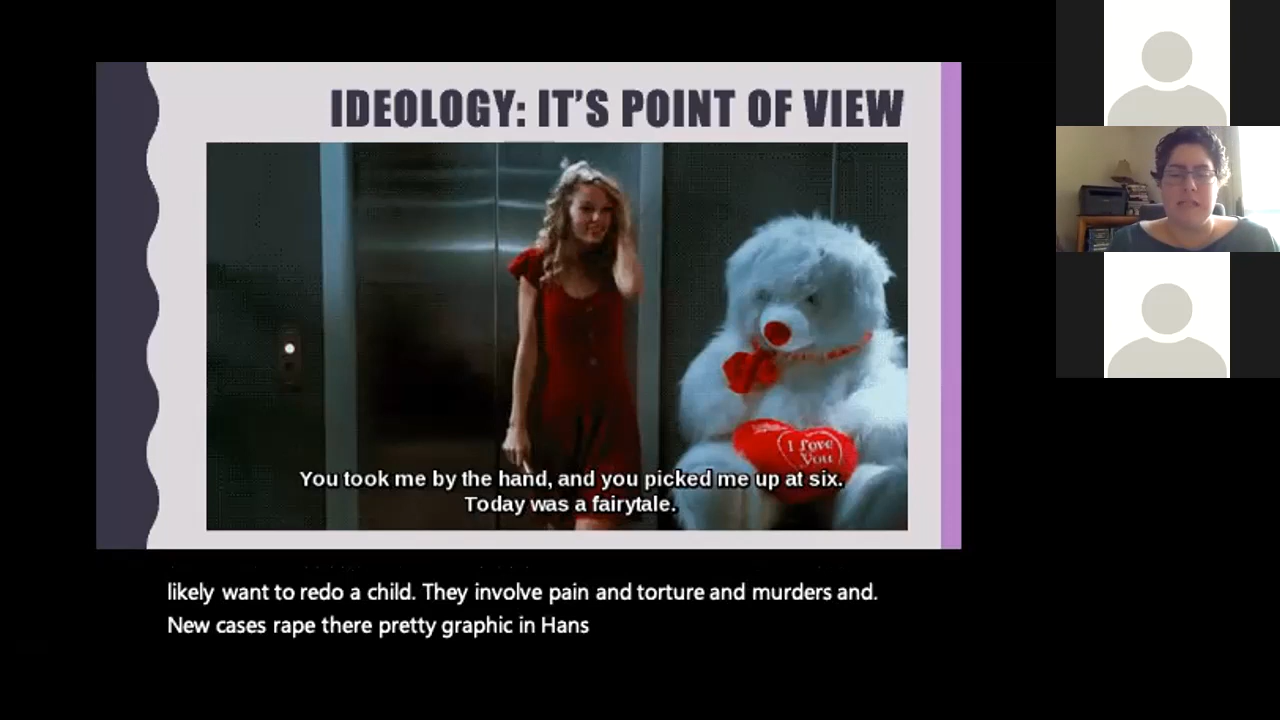 IDEOLOGY: IT'S POINT OF VIEW
I love
You
You took me by the hand, and you picked me up at six.
Today was a fairytale.
likely want to redo a child. They involve pain and torture and murders and.
New cases rape there pretty graphic in Hans